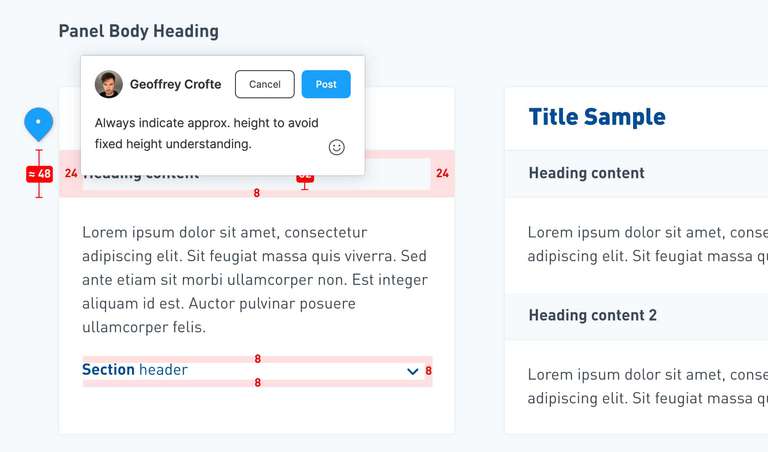 Panel Body Heading
Geoffrey Crofte
Cancel
Post
Always indicate approx. height to avoid
fixed height understanding.
≈ 48
24
Heading content
24
8
Lorem ipsum dolor sit amet, consectetur
adipiscing elit. Sit feugiat massa quis viverra. Sed
ante etiam sit morbi ullamcorper non. Est integer
aliquam id est. Auctor pulvinar posuere
ullamcorper felis.
8
Section header
8
8
Title Sample
Heading content
Lorem ipsum dolor sit amet, conse
adipiscing elit. Sit feugiat massa qu
Heading content 2
Lorem ipsum dolor sit amet, conse
adipiscing elit. Sit feugiat massa qu